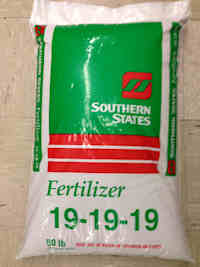 SOUTHERN
STATES
Fertilizer
19-19-19
50 lb